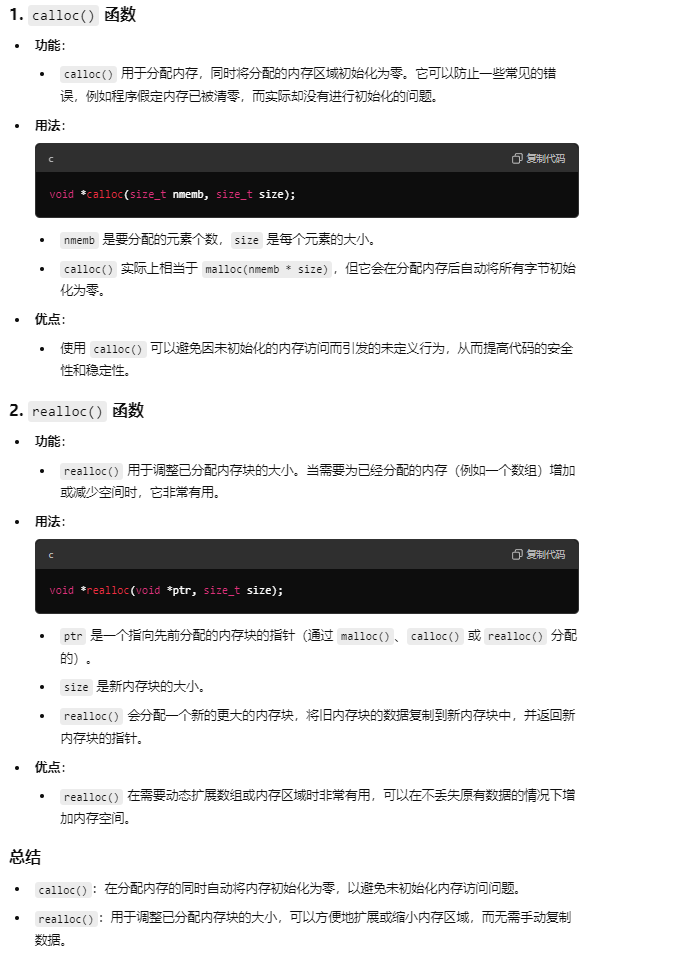 1. calloc() 函数
• 功能：
• calloc() 用于分配内存，同时将分配的内存区域初始化为零。它可以防止一些常见的错
误，例如程序假定内存已被清零，而实际却没有进行初始化的问题。
• 用法：
c 复制代码
void *calloc(size_t nmemb, size_t size);
• nmemb 是要分配的元素个数，size 是每个元素的大小。
• calloc() 实际上相当于 malloc(nmemb * size)，但它会在分配内存后自动将所有字节初始
化为零。
• 优点：
• 使用 calloc() 可以避免因未初始化的内存访问而引发的未定义行为，从而提高代码的安全
性和稳定性。
2. realloc() 函数
• 功能：
• realloc() 用于调整已分配内存块的大小。当需要为已经分配的内存（例如一个数组）增加
或减少空间时，它非常有用。
• 用法：
c 复制代码
void *realloc(void *ptr, size_t size);
• ptr 是一个指向先前分配的内存块的指针（通过 malloc()、calloc() 或 realloc() 分配
的）。
• size 是新内存块的大小。
• realloc() 会分配一个新的更大的内存块，将旧内存块的数据复制到新内存块中，并返回新
内存块的指针。
• 优点：
• realloc() 在需要动态扩展数组或内存区域时非常有用，可以在不丢失原有数据的情况下增
加内存空间。
总结
• calloc()：在分配内存的同时自动将内存初始化为零，以避免未初始化内存访问问题。
• realloc()：用于调整已分配内存块的大小，可以方便地扩展或缩小内存区域，而无需手动复制
数据。